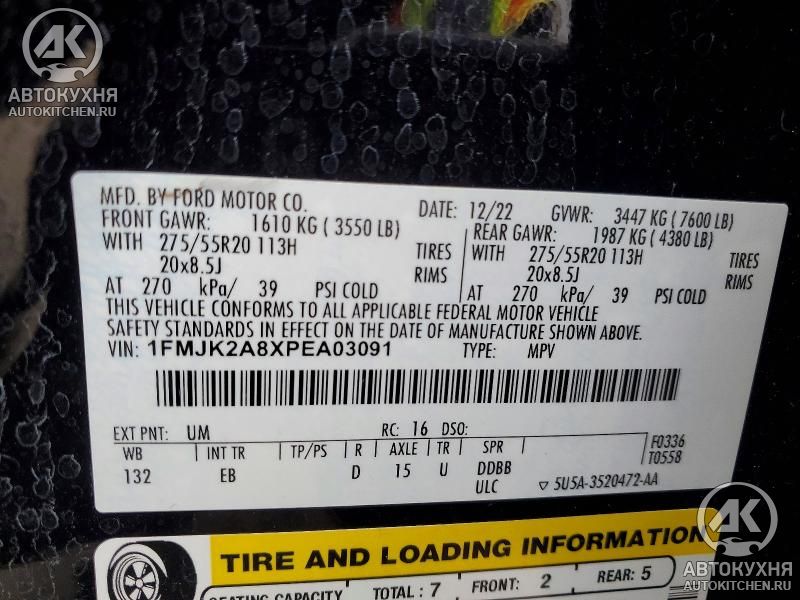 АК
АВТОКУХНЯ
AUTOKITCHEN.RU
MFD. BY FORD MOTOR CO. DATE: 12/22 GVWR: 3447 KG ( 7600 LB)
FRONT GAWR: 1610 KG ( 3550 LB) REAR GAWR: 1987 KG ( 4380 LB)
WITH 275/55R20 113H TIRES WITH 275/55R20 113H TIRES
20x8.5J RIMS 20x8.5J RIMS
AT 270 kPa/ 39 PSI COLD AT 270 kPa/ 39 PSI COLD
THIS VEHICLE CONFORMS TO ALL APPLICABLE FEDERAL MOTOR VEHICLE
SAFETY STANDARDS IN EFFECT ON THE DATE OF MANUFACTURE SHOWN ABOVE.
VIN: 1FMJK2A8XPEA03091 TYPE: MPV
EXT PNT: UM RC: 16 DSO:
WB INT TR TP/PS R AXLE TR SPR F0336
T0558
132 EB D 15 U DDBB
ULC 5U5A-3520472-AA
TIRE AND LOADING INFORMATION
SEATING CAPACITY TOTAL : 7 FRONT: 2 REAR: 5
АК
АВТОКУХНЯ
AUTOKITCHEN.RU